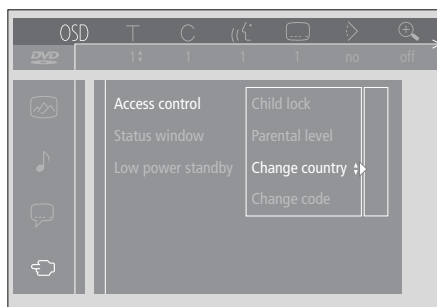 OSD T C
DVD 1 1 1 1 no off
Access control
Status window
Low power standby
Child lock
Parental level
Change country
Change code